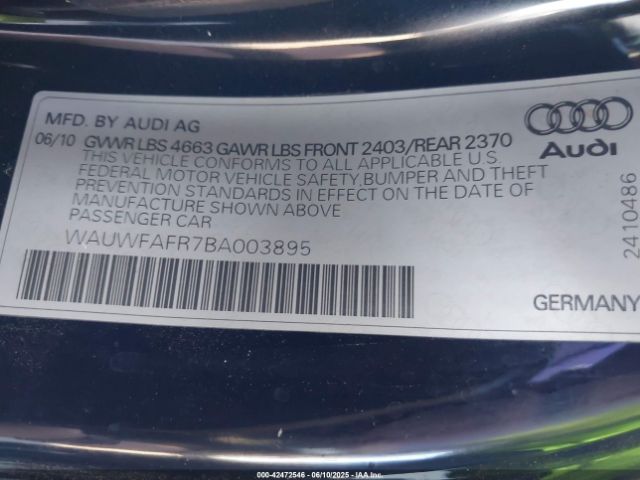 MFD. BY AUDI AG
06/10 GVWR LBS 4663 GAWR LBS FRONT 2403/REAR 2370
THIS VEHICLE CONFORMS TO ALL APPLICABLE U.S.
FEDERAL MOTOR VEHICLE SAFETY,BUMPER AND THEFT
PREVENTION STANDARDS IN EFFECT ON THE DATE OF
MANUFACTURE SHOWN ABOVE
PASSENGER CAR
WAUWFAFR7BA003895
Audi
2410486
GERMANY
000-42472546 - 06/10/2025 - IAA Inc.